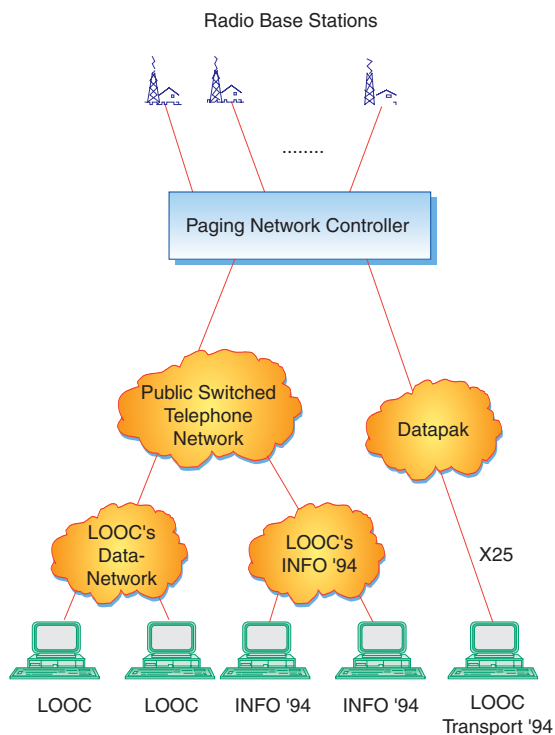 Radio Base Stations
........
Paging Network Controller
Public Switched
Telephone
Network
Datapak
LOOC's
Data-
Network
LOOC's
INFO '94
X25
LOOC
LOOC
INFO '94
INFO '94
LOOC
Transport '94